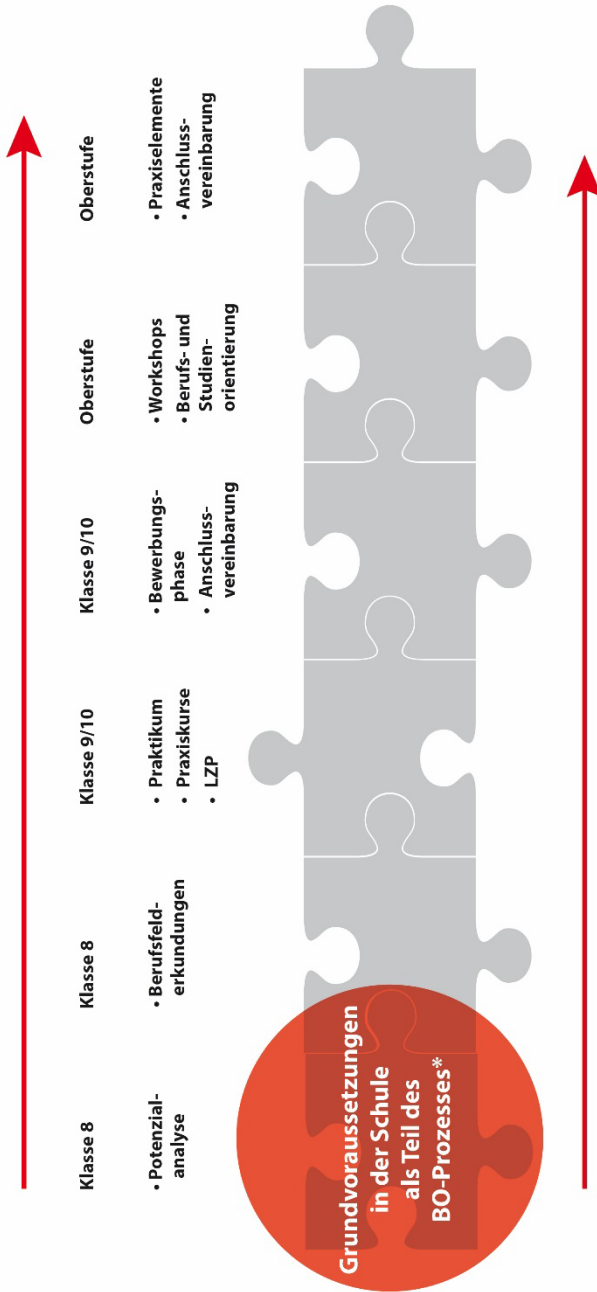 Klasse 8
• Potenzial-
analyse
Klasse 8
• Berufsfeld-
erkundungen
Klasse 9/10
• Praktikum
• Praxiskurse
• LZP
Klasse 9/10
• Bewerbungs-
phase
• Anschluss-
vereinbarung
Oberstufe
• Workshops
• Berufs- und
Studien-
orientierung
Oberstufe
• Praxiselemente
• Anschluss-
vereinbarung
Grundvoraussetzungen
in der Schule
als Teil des
BO-Prozesses*